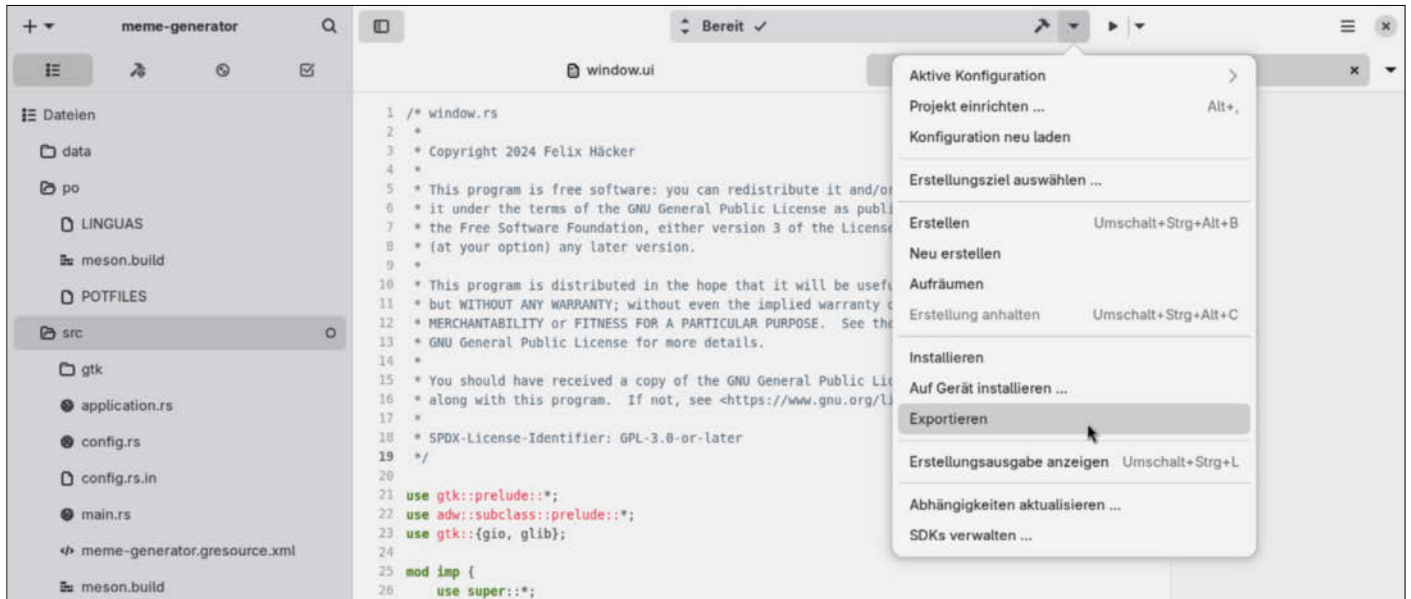 meme-generator
Bereit
window.ui
Dateien
data
po
LINGUAS
meson.build
POTFILES
src
gtk
application.rs
config.rs
config.rs.in
main.rs
meme-generator.gresource.xml
meson.build
1 /* window.rs
2 *
3 * Copyright 2024 Felix Häcker
4 *
5 * This program is free software: you can redistribute it and/or
6 * it under the terms of the GNU General Public License as publi
7 * the Free Software Foundation, either version 3 of the License
8 * (at your option) any later version.
9 *
10 * This program is distributed in the hope that it will be usefu
11 * but WITHOUT ANY WARRANTY; without even the implied warranty
12 * MERCHANTABILITY or FITNESS FOR A PARTICULAR PURPOSE.  See the
13 * GNU General Public License for more details.
14 *
15 * You should have received a copy of the GNU General Public Lic
16 * along with this program.  If not, see <https://www.gnu.org/li
17 *
18 * SPDX-License-Identifier: GPL-3.0-or-later
19 */
20
21 use gtk::prelude::*;
22 use adw::subclass::prelude::*;
23 use gtk::{gio, glib};
24
25 mod imp {
26     use super::*;
Aktive Konfiguration
Projekt einrichten ... Alt+,
Konfiguration neu laden
Erstellungsziel auswählen ...
Erstellen Umschalt+Strg+Alt+B
Neu erstellen
Aufräumen
Erstellung anhalten Umschalt+Strg+Alt+C
Installieren
Auf Gerät installieren ...
Exportieren
Erstellungsausgabe anzeigen Umschalt+Strg+L
Abhängigkeiten aktualisieren ...
SDKs verwalten ...